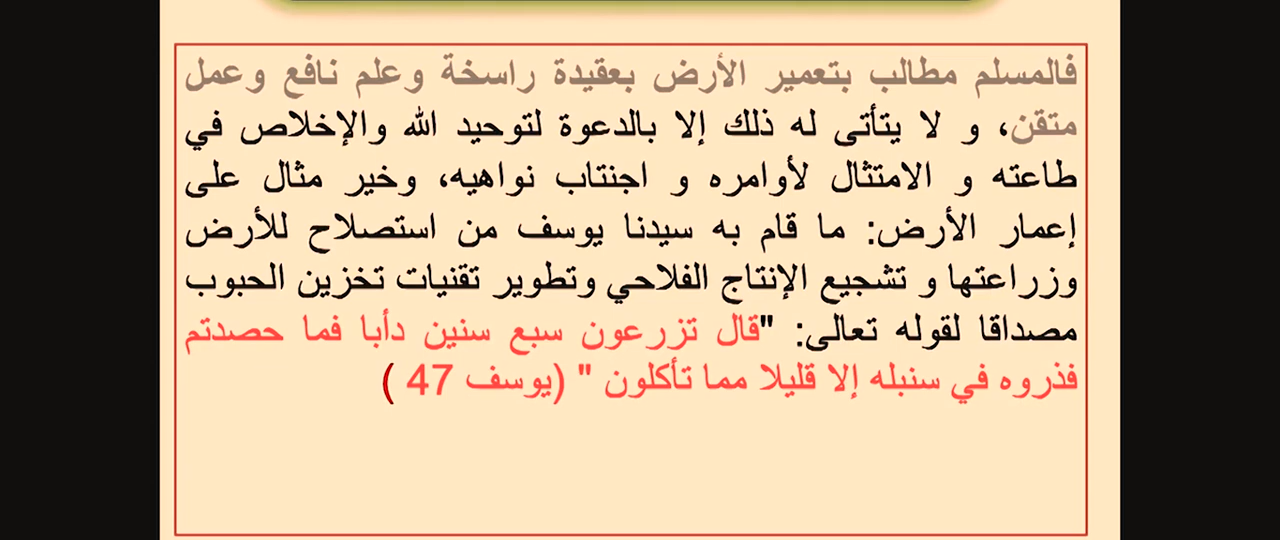 فالمسلم مطالب بتعمير الأرض بعقيدة راسخة وعلم نافع وعمل
متقن، و لا يتأتى له ذلك إلا بالدعوة لتوحيد الله والإخلاص في
طاعته و الامتثال لأوامره و اجنتاب نواهيه، وخير مثال على
إعمار الأرض: ما قام به سيدنا يوسف من استصلاح للأرض
وزراعتها و تشجيع الإنتاج الفلاحي وتطوير تقنيات تخزين الحبوب
مصداقا لقوله تعالى: "قال تزرعون سبع سنين دأبا فما حصدتم
فذروه في سنبله إلا قليلا مما تأكلون " (يوسف 47 )